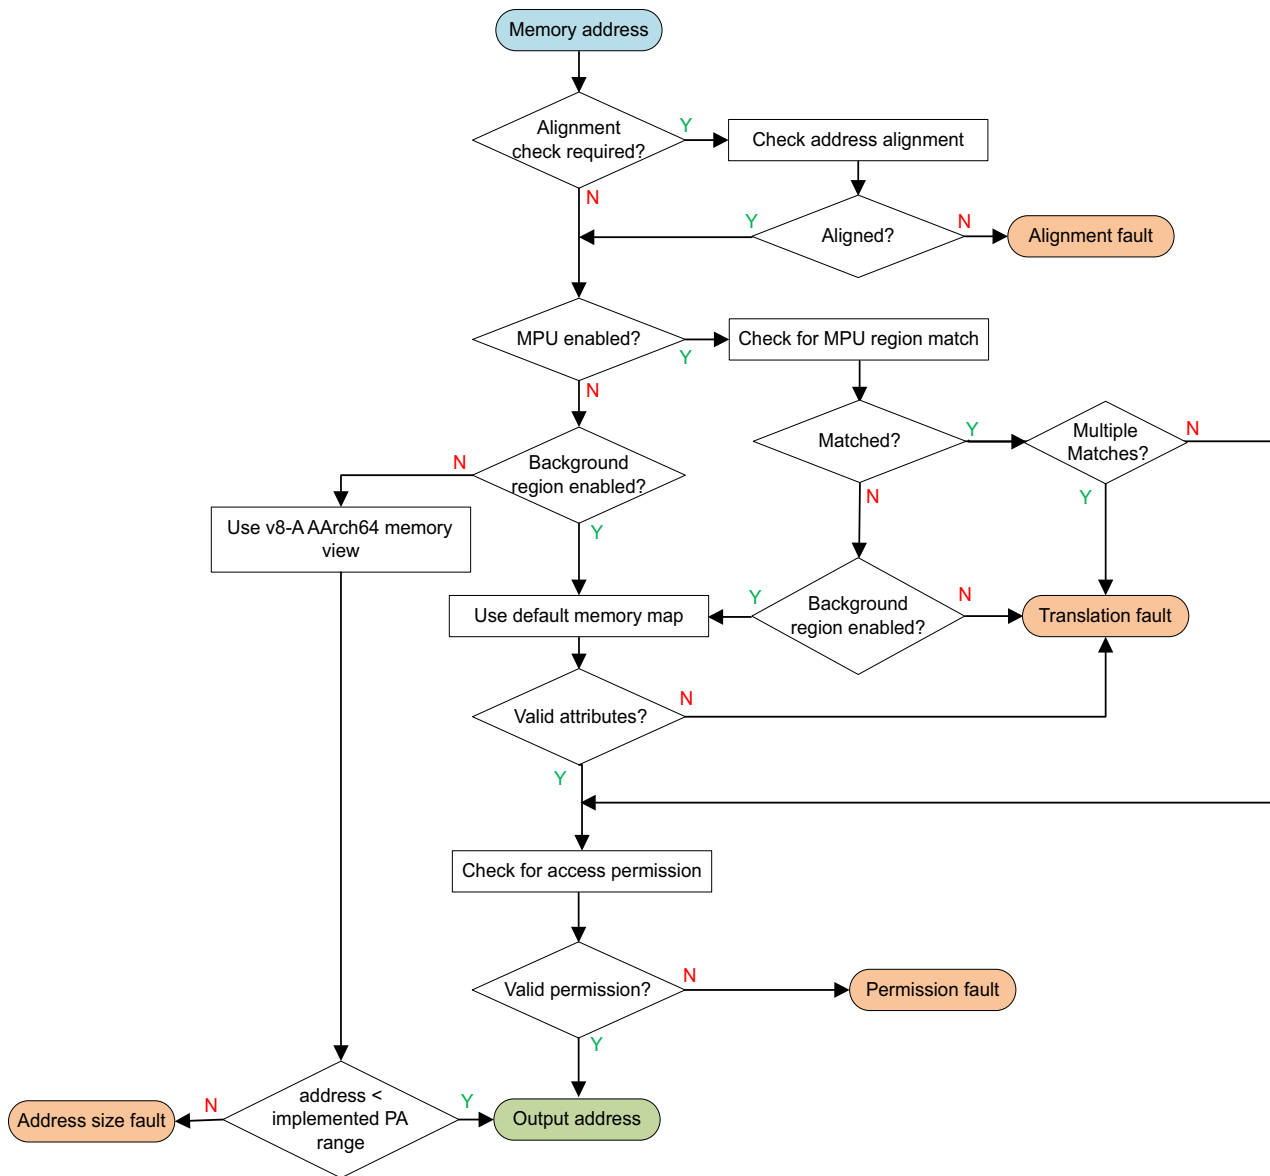 Memory address
Alignment
check required?
Y
Check address alignment
N
Y
Aligned?
N
Alignment fault
MPU enabled?
Y
Check for MPU region match
N
Matched?
Y
Multiple
Matches?
N
Background
region enabled?
N
N
Y
Use v8-A AArch64 memory
view
Y
Use default memory map
Y
Background
region enabled?
N
Translation fault
Valid attributes?
N
Y
Check for access permission
Valid permission?
N
Permission fault
Y
address <
implemented PA
range
N
Y
Address size fault
Output address